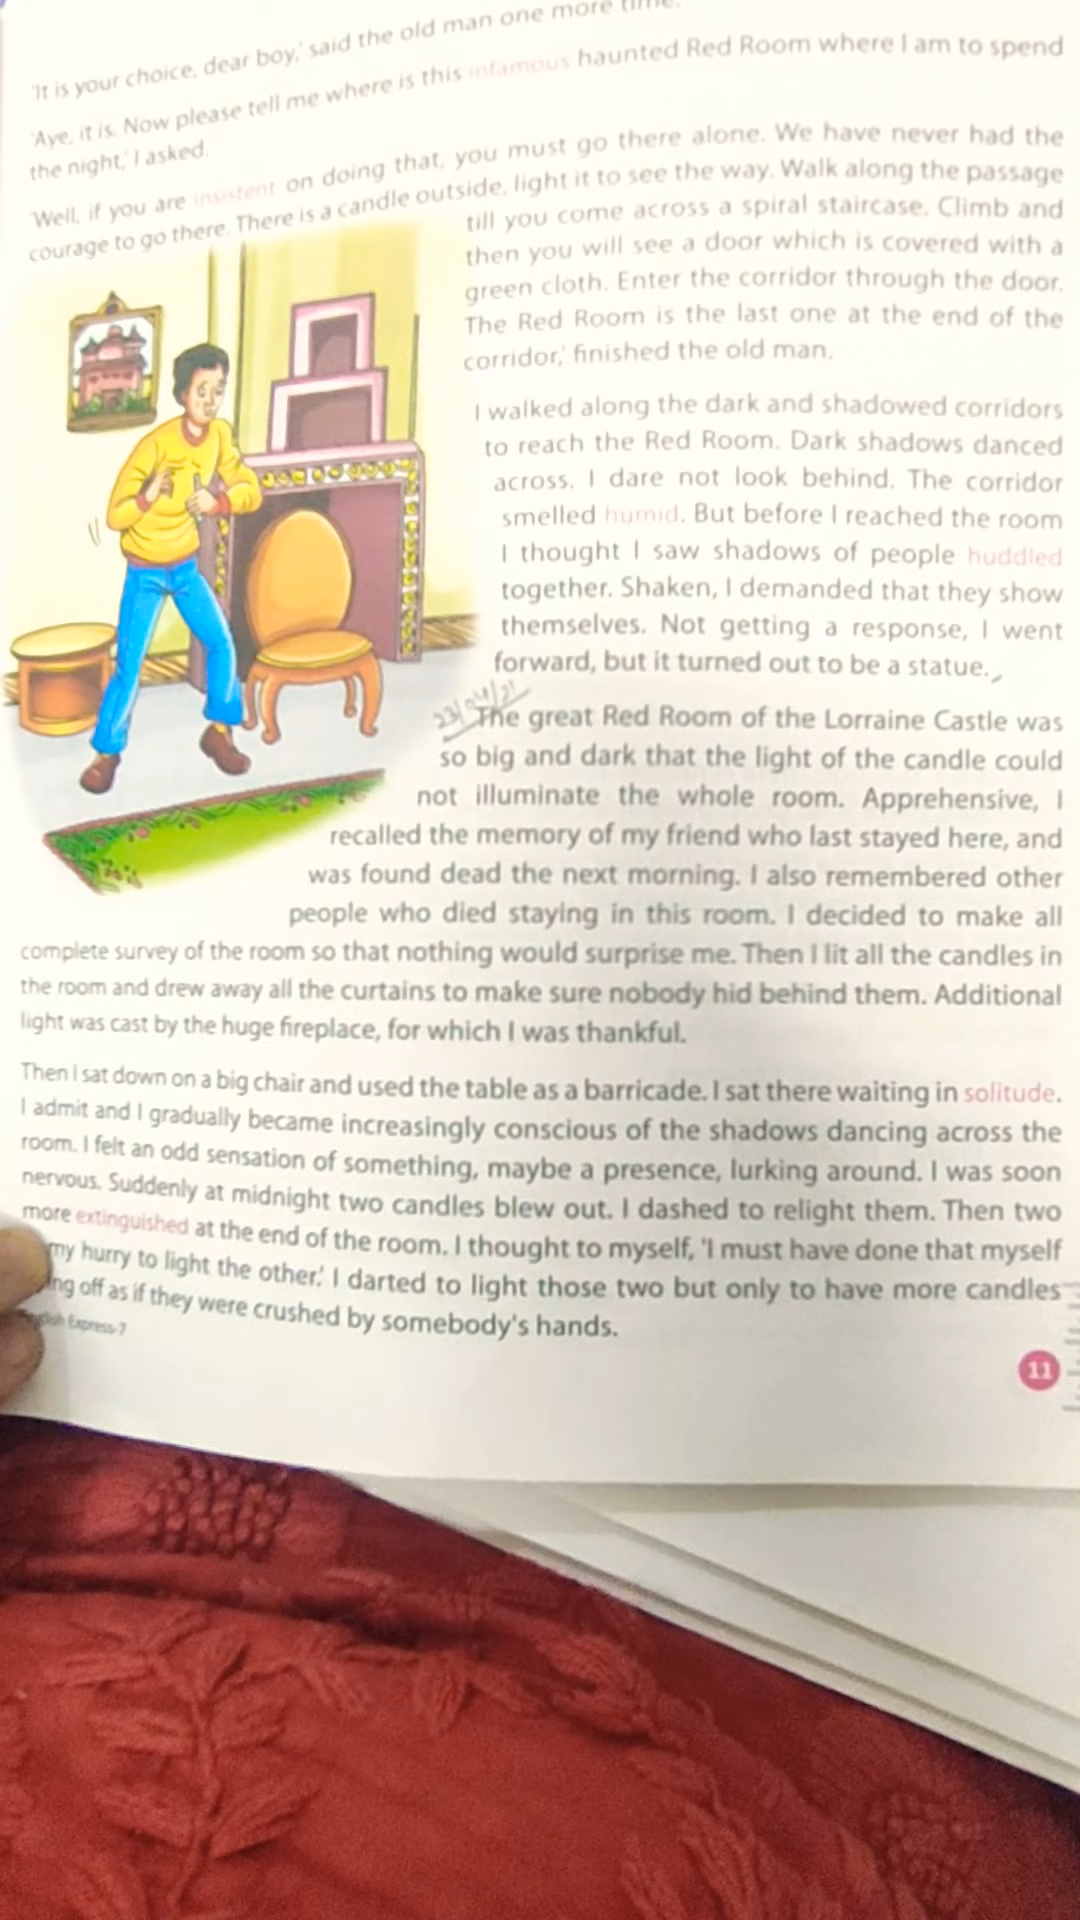 'It is your choice, dear boy,' said the old man one more time.
'Aye, it is. Now please tell me where is this infamous haunted Red Room where I am to spend
the night,' I asked.
'Well, if you are insistent on doing that, you must go there alone. We have never had the
courage to go there. There is a candle outside, light it to see the way. Walk along the passage
till you come across a spiral staircase. Climb and
then you will see a door which is covered with a
green cloth. Enter the corridor through the door.
The Red Room is the last one at the end of the
corridor,' finished the old man.
I walked along the dark and shadowed corridors
to reach the Red Room. Dark shadows danced
across. I dare not look behind. The corridor
smelled humid. But before I reached the room
I thought I saw shadows of people huddled
together. Shaken, I demanded that they show
themselves. Not getting a response, I went
forward, but it turned out to be a statue.
23/04/21
The great Red Room of the Lorraine Castle was
so big and dark that the light of the candle could
not illuminate the whole room. Apprehensive, I
recalled the memory of my friend who last stayed here, and
was found dead the next morning. I also remembered other
people who died staying in this room. I decided to make all
complete survey of the room so that nothing would surprise me. Then I lit all the candles in
the room and drew away all the curtains to make sure nobody hid behind them. Additional
light was cast by the huge fireplace, for which I was thankful.
Then I sat down on a big chair and used the table as a barricade. I sat there waiting in solitude.
I admit and I gradually became increasingly conscious of the shadows dancing across the
room. I felt an odd sensation of something, maybe a presence, lurking around. I was soon
nervous. Suddenly at midnight two candles blew out. I dashed to relight them. Then two
more extinguished at the end of the room. I thought to myself, 'I must have done that myself
my hurry to light the other.' I darted to light those two but only to have more candles
ng off as if they were crushed by somebody's hands.
glish Express-7
11